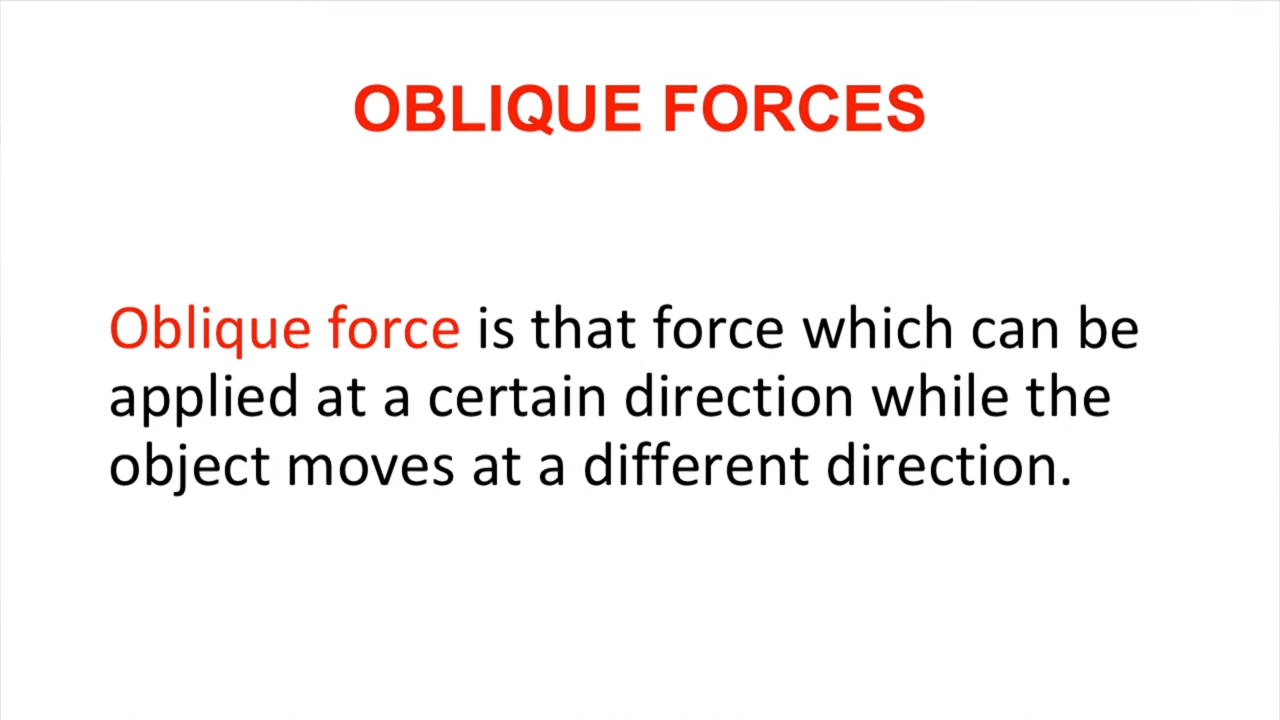 OBLIQUE FORCES
Oblique force is that force which can be
applied at a certain direction while the
object moves at a different direction.